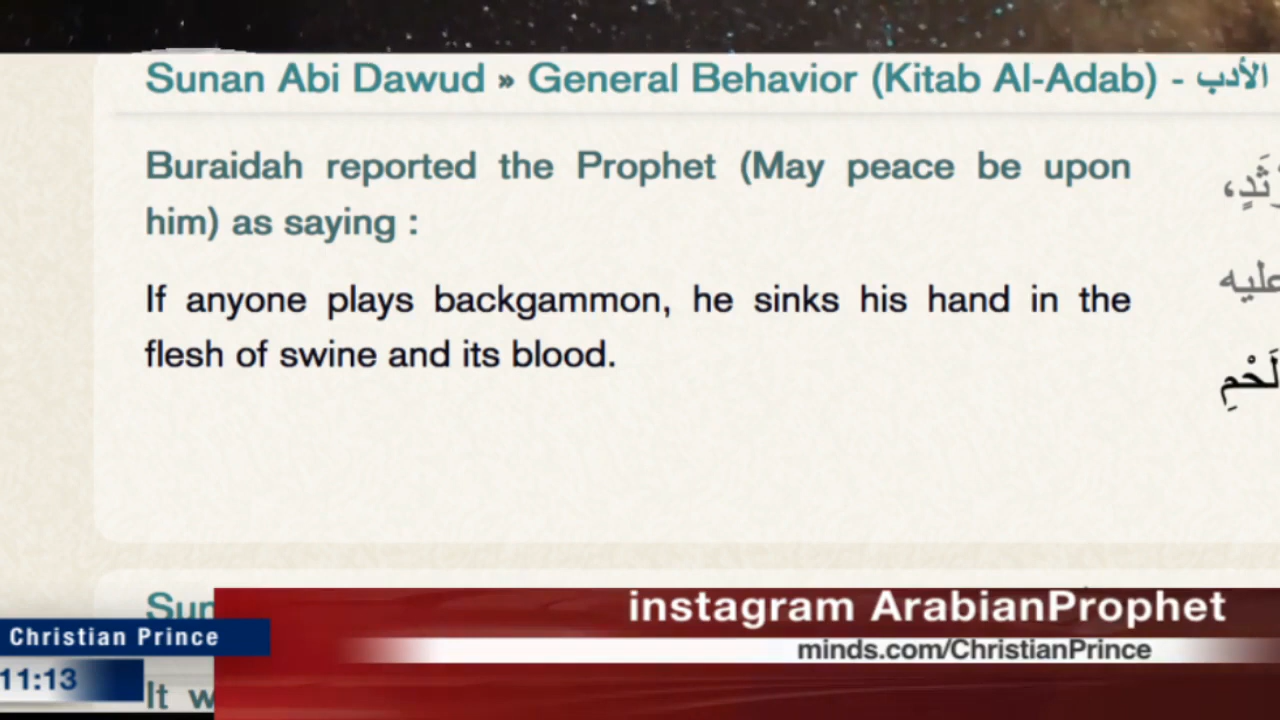 Sunan Abi Dawud » General Behavior (Kitab Al-Adab) - الأدب
Buraidah reported the Prophet (May peace be upon
him) as saying :
If anyone plays backgammon, he sinks his hand in the
flesh of swine and its blood.
عليه
لَحْمِ
instagram ArabianProphet
Christian Prince
minds.com/ChristianPrince
11:13
It